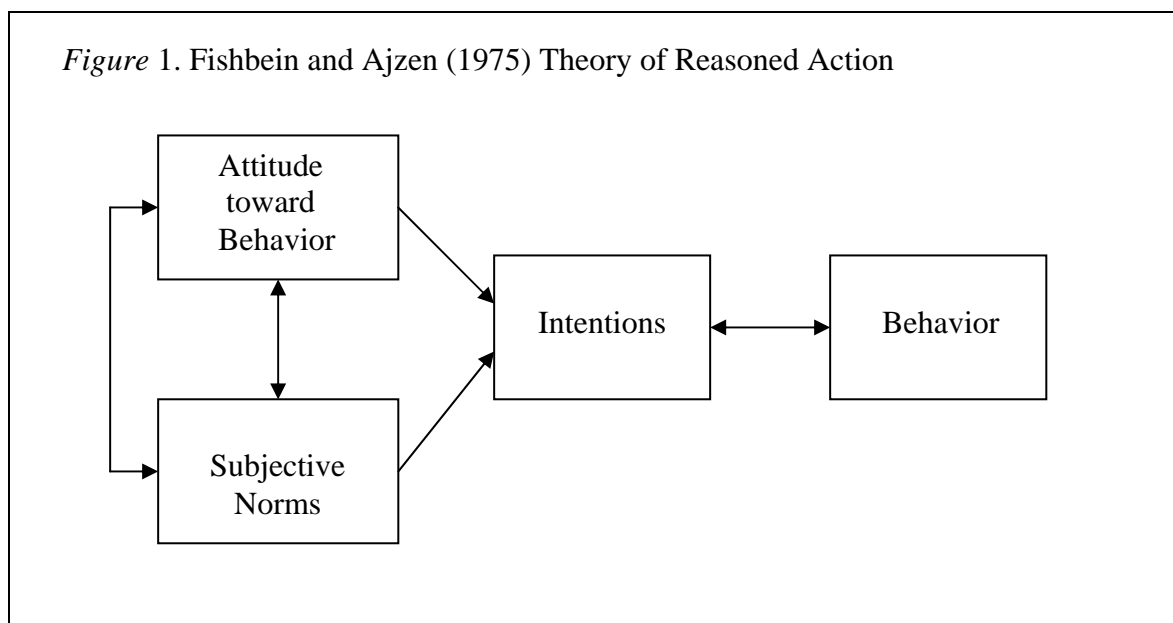 Figure 1. Fishbein and Ajzen (1975) Theory of Reasoned Action
Attitude
toward
Behavior
Subjective
Norms
Intentions
Behavior